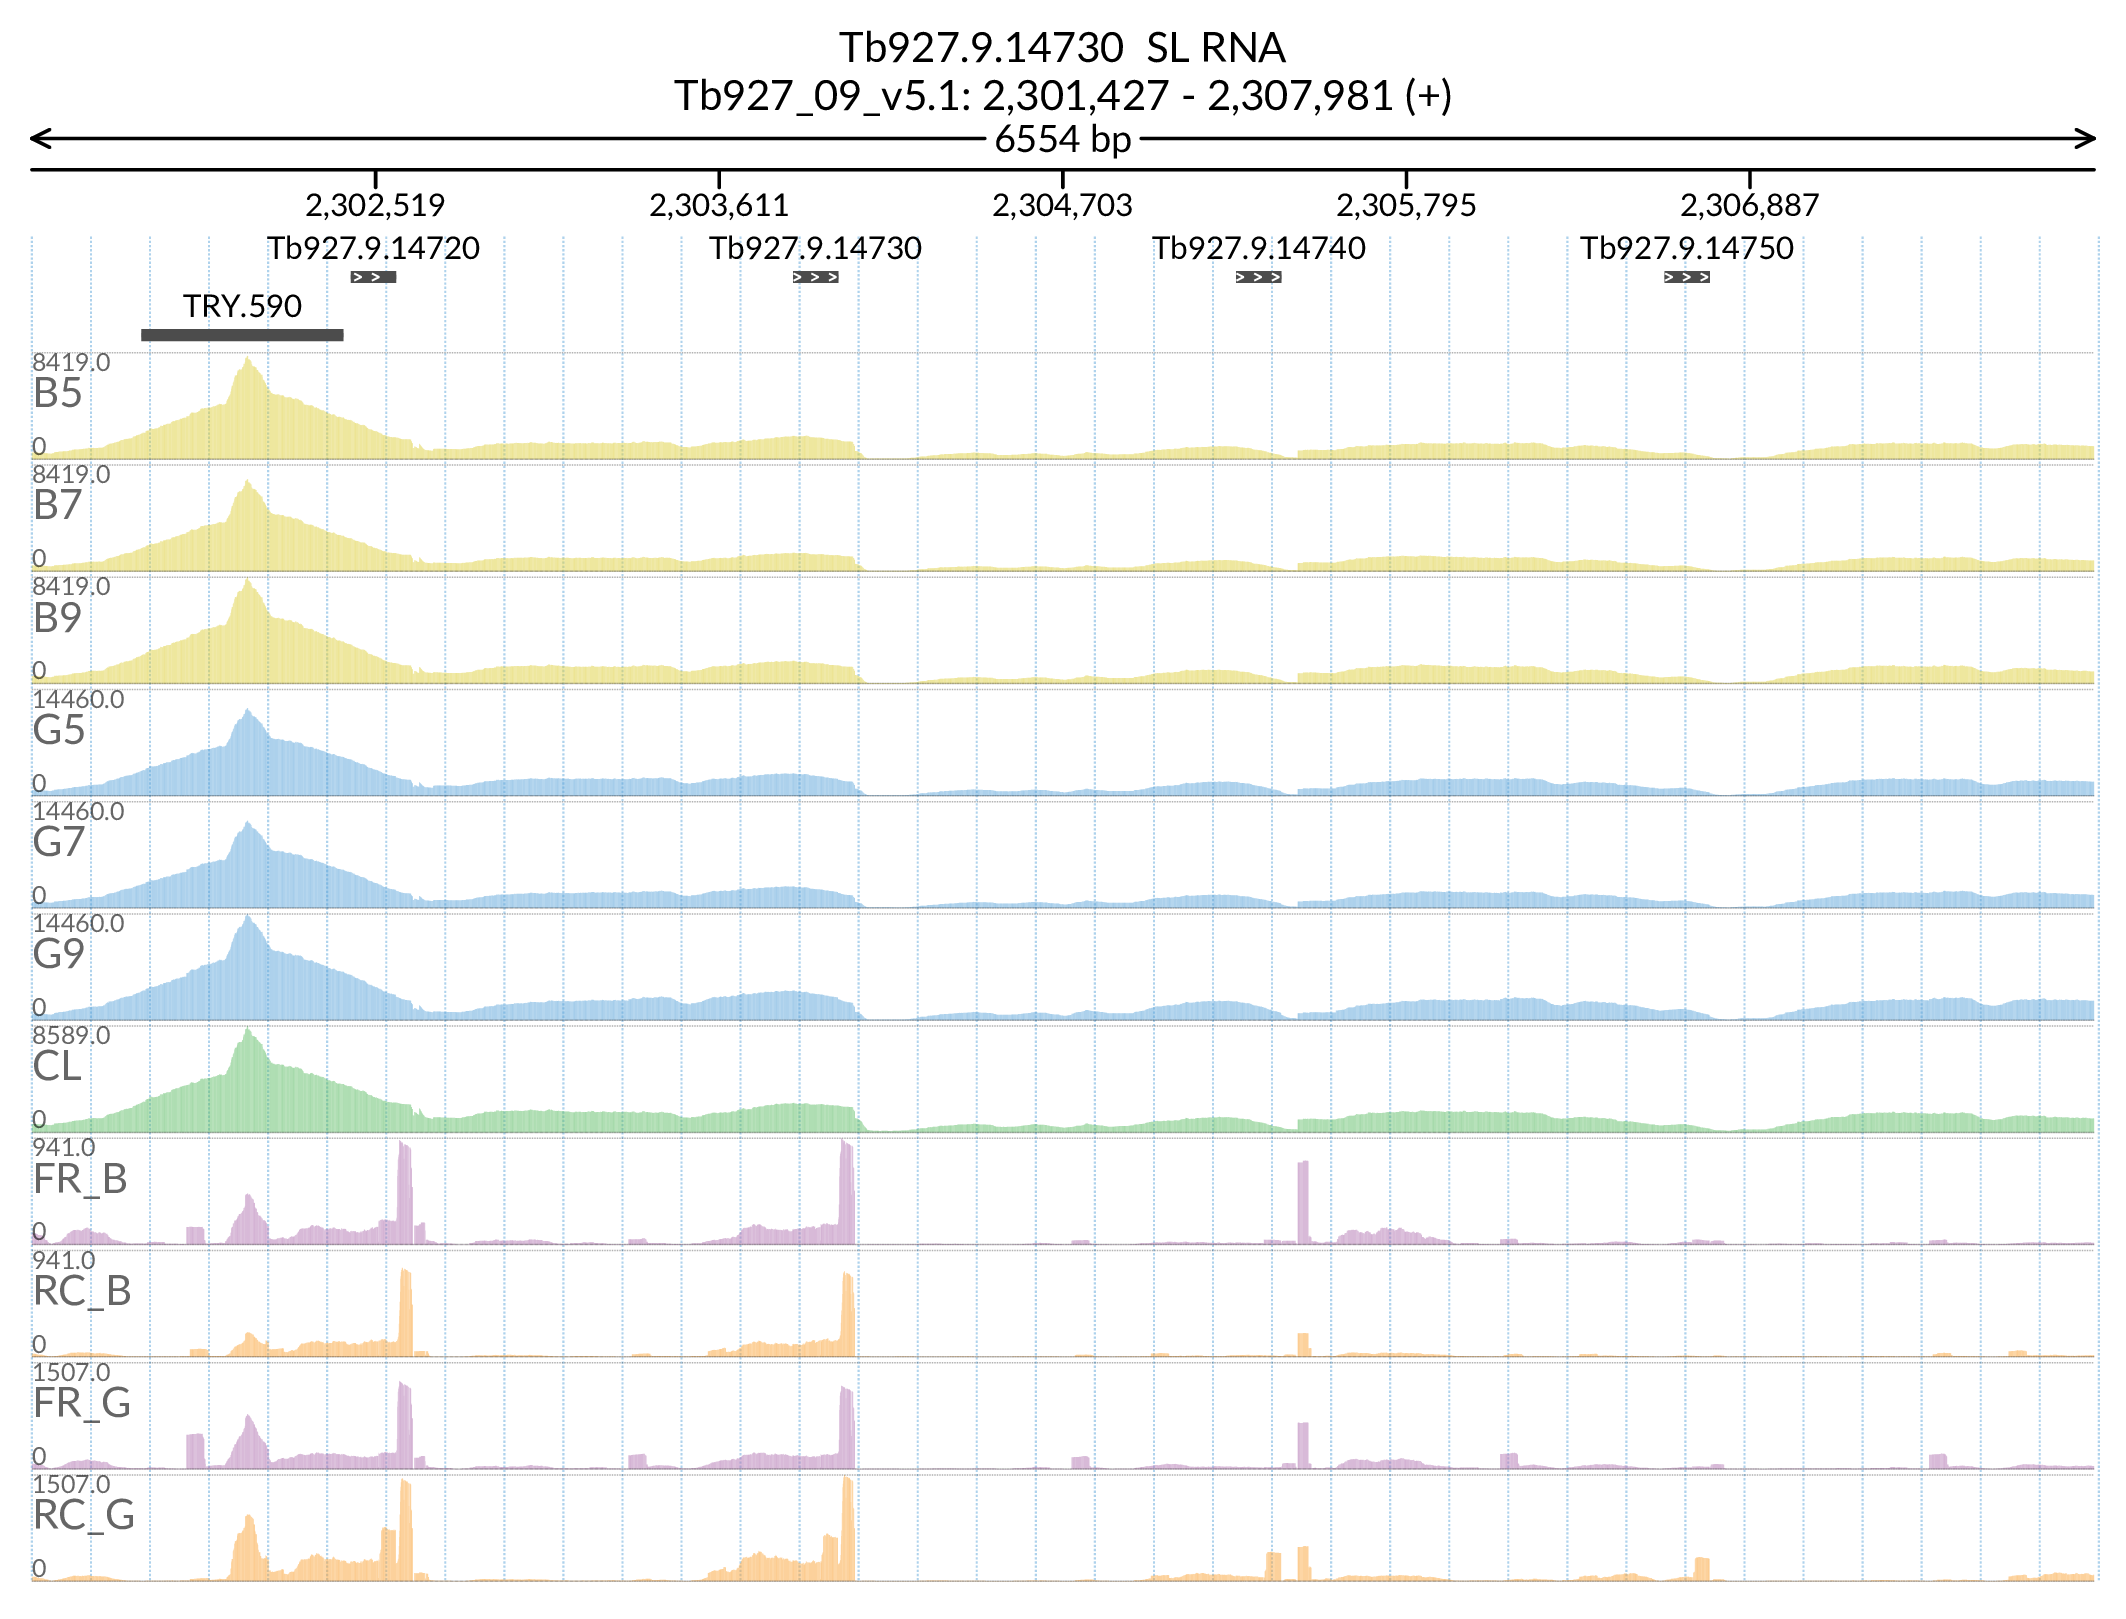 Tb927.9.14730 SL RNA
Tb927_09_v5.1: 2,301,427 - 2,307,981 (+)
6554 bp
2,302,519 2,303,611 2,304,703 2,305,795 2,306,887
Tb927.9.14720 Tb927.9.14730 Tb927.9.14740 Tb927.9.14750
TRY.590
8419.0
B5
0
8419.0
B7
0
8419.0
B9
0
14460.0
G5
0
14460.0
G7
0
14460.0
G9
0
8589.0
CL
0
941.0
FR_B
0
941.0
RC_B
0
1507.0
FR_G
0
1507.0
RC_G
0